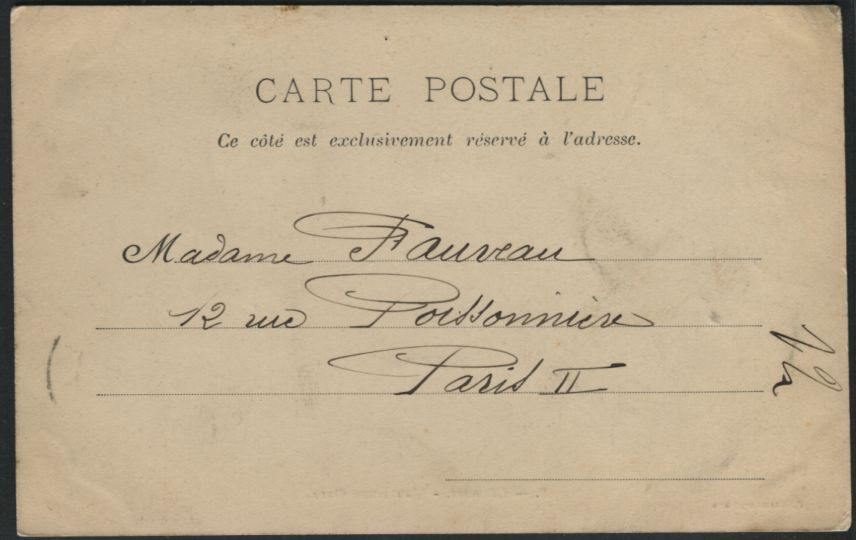 CARTE POSTALE
Ce côté est exclusivement réservé à l'adresse.
Madame Fauveau
12 rue Poissonnière
Paris II